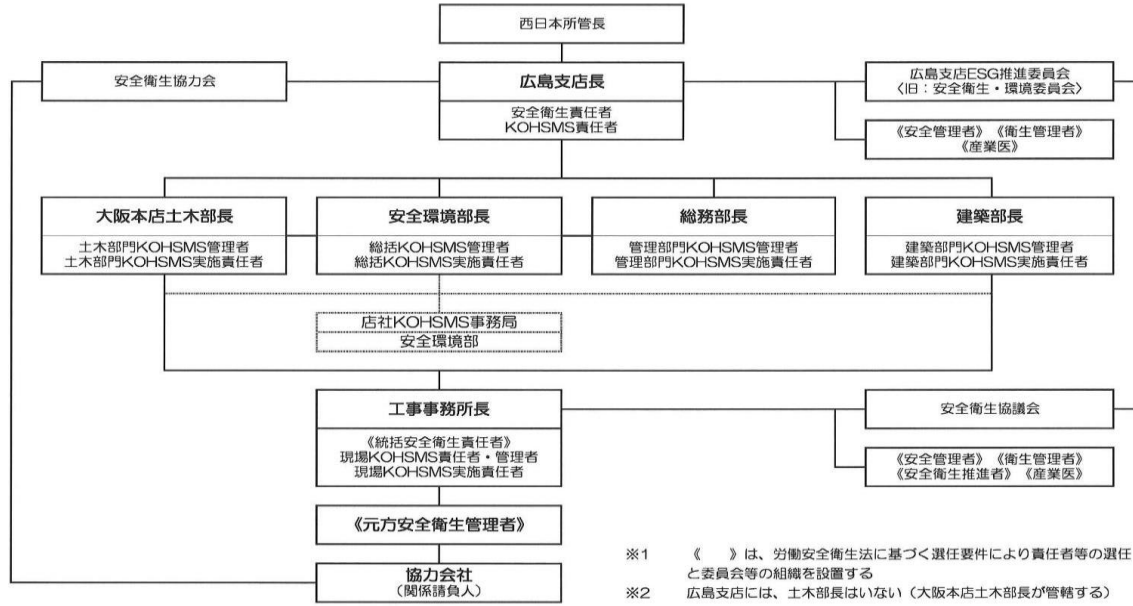 西日本所管長
安全衛生協力会
広島支店長
安全衛生責任者
KOHSMS責任者
広島支店ESG推進委員会
〈旧：安全衛生・環境委員会〉
《安全管理者》《衛生管理者》
《産業医》
大阪本店土木部長
土木部門KOHSMS管理者
土木部門KOHSMS実施責任者
安全環境部長
総括KOHSMS管理者
総括KOHSMS実施責任者
総務部長
管理部門KOHSMS管理者
管理部門KOHSMS実施責任者
建築部長
建築部門KOHSMS管理者
建築部門KOHSMS実施責任者
店社KOHSMS事務局
安全環境部
工事事務所長
《統括安全衛生責任者》
現場KOHSMS責任者・管理者
現場KOHSMS実施責任者
安全衛生協議会
《安全管理者》《衛生管理者》
《安全衛生推進者》《産業医》
《元方安全衛生管理者》
協力会社
(関係請負人)
※1 《　》は、労働安全衛生法に基づく選任要件により責任者等の選任
と委員会等の組織を設置する
※2 広島支店には、土木部長はいない（大阪本店土木部長が管轄する）